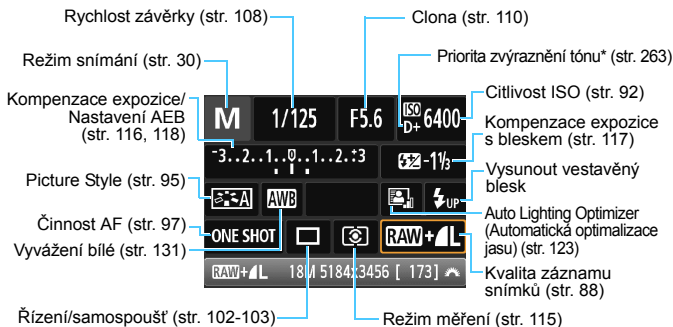 Rychlost závěrky (str. 108)
Clona (str. 110)
Priorita zvýraznění tónu* (str. 263)
Režim snímání (str. 30)
Citlivost ISO (str. 92)
Kompenzace expozice/
Nastavení AEB
(str. 116, 118)
Kompenzace expozice
s bleskem (str. 117)
M
1/125
F5.6
ISO
D+
6400
-3..2..1..0..1..2.:+3
-1⅓
Picture Style (str. 95)
Vysunout vestavěný
blesk
A
AWB
UP
Činnost AF (str. 97)
Auto Lighting Optimizer
(Automatická optimalizace
jasu) (str. 123)
Vyvážení bílé (str. 131)
ONE SHOT
RAW+L
Kvalita záznamu
snímků (str. 88)
RAW+L 18M 5184x3456 [ 173]
Řízení/samospoušť (str. 102-103)
Režim měření (str. 115)